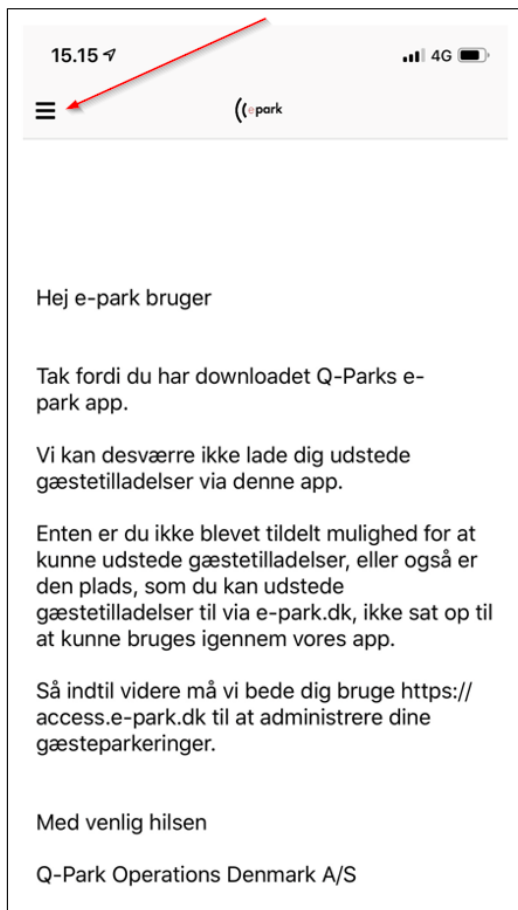 15.15
4G
epark
Hej e-park bruger
Tak fordi du har downloadet Q-Parks e-
park app.
Vi kan desværre ikke lade dig udstede
gæstetilladelser via denne app.
Enten er du ikke blevet tildelt mulighed for at
kunne udstede gæstetilladelser, eller også er
den plads, som du kan udstede
gæstetilladelser til via e-park.dk, ikke sat op til
at kunne bruges igennem vores app.
Så indtil videre må vi bede dig bruge https://
access.e-park.dk til at administrere dine
gæsteparkeringer.
Med venlig hilsen
Q-Park Operations Denmark A/S